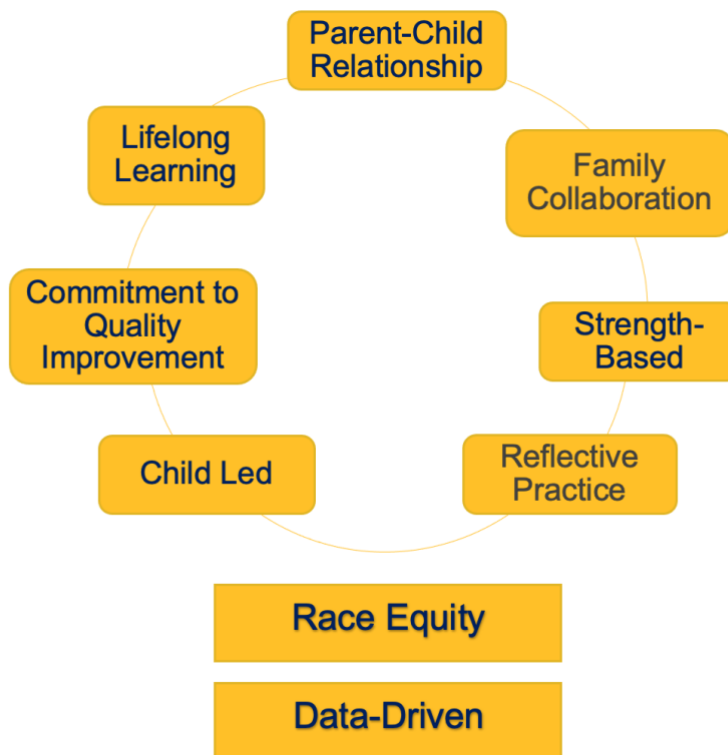 Parent-Child
Relationship
Family
Collaboration
Strength-
Based
Reflective
Practice
Child Led
Commitment to
Quality
Improvement
Lifelong
Learning
Race Equity
Data-Driven